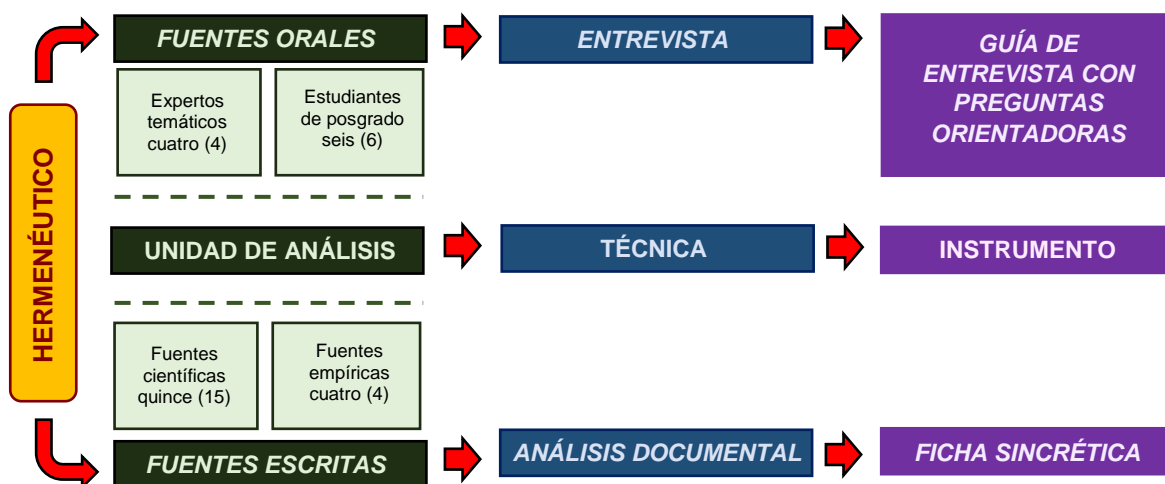 HERMENÉUTICO
FUENTES ORALES
Expertos
temáticos
cuatro (4)
Estudiantes
de posgrado
seis (6)
ENTREVISTA
GUÍA DE
ENTREVISTA CON
PREGUNTAS
ORIENTADORAS
UNIDAD DE ANÁLISIS
TÉCNICA
INSTRUMENTO
Fuentes
científicas
quince (15)
Fuentes
empíricas
cuatro (4)
FUENTES ESCRITAS
ANÁLISIS DOCUMENTAL
FICHA SINCRÉTICA